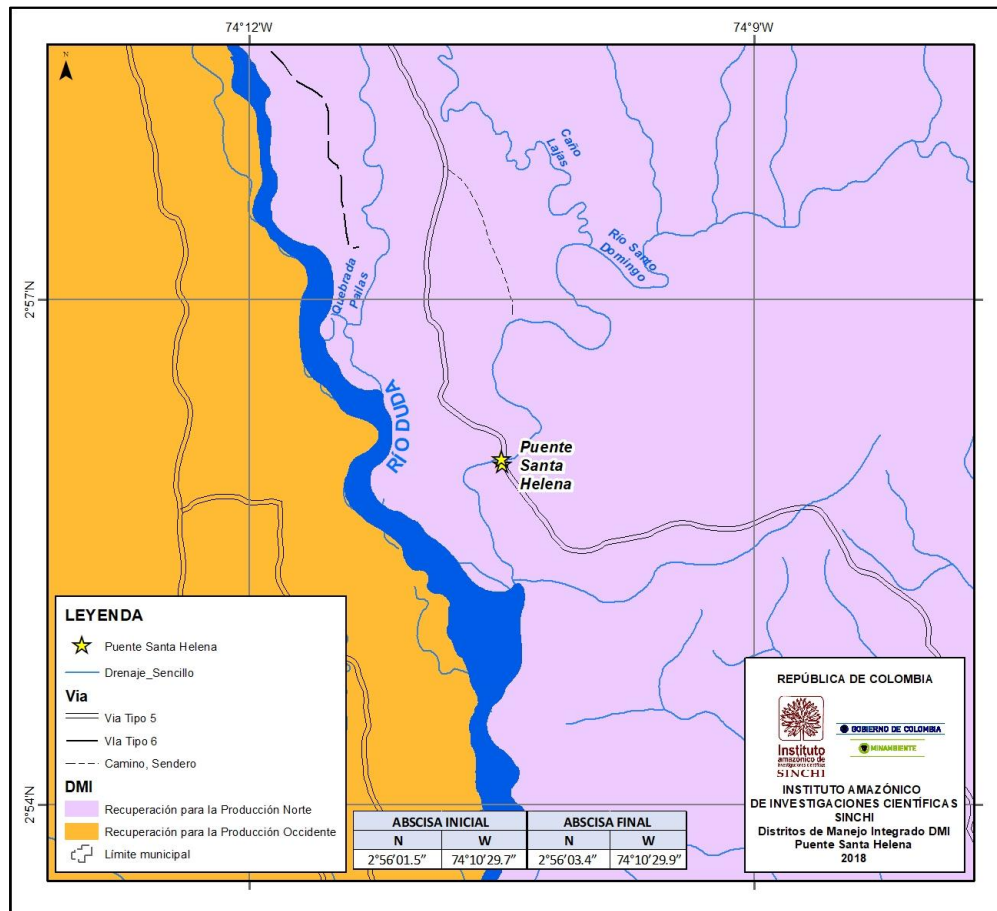 74°12'W
74°9'W
N
Caño
Lajas
Río Santo
Domingo
Quebrada
Pailas
2°57'N
RÍO DUDA
Puente
Santa
Helena
LEYENDA
Puente Santa Helena
Drenaje_Sencillo
Via
Via Tipo 5
VIa Tipo 6
Camino, Sendero
DMI
Recuperación para la Producción Norte
Recuperación para la Producción Occidente
Límite municipal
2°54'N
ABSCISA INICIAL ABSCISA FINAL
N W N W
2°56'01.5" 74°10'29.7" 2°56'03.4" 74°10'29.9"
REPÚBLICA DE COLOMBIA
Instituto
amazónico de
investigaciones científicas
SINCHI
GOBIERNO DE COLOMBIA
MINAMBIENTE
INSTITUTO AMAZÓNICO
DE INVESTIGACIONES CIENTÍFICAS
SINCHI
Distritos de Manejo Integrado DMI
Puente Santa Helena
2018